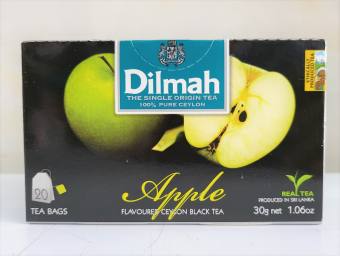 Dilmah
THE SINGLE ORIGIN TEA
100% PURE CEYLON
20
TEA BAGS
Apple
FLAVOURED CEYLON BLACK TEA
REAL TEA
PRODUCED IN SRI LANKA
30g net 1.06oz